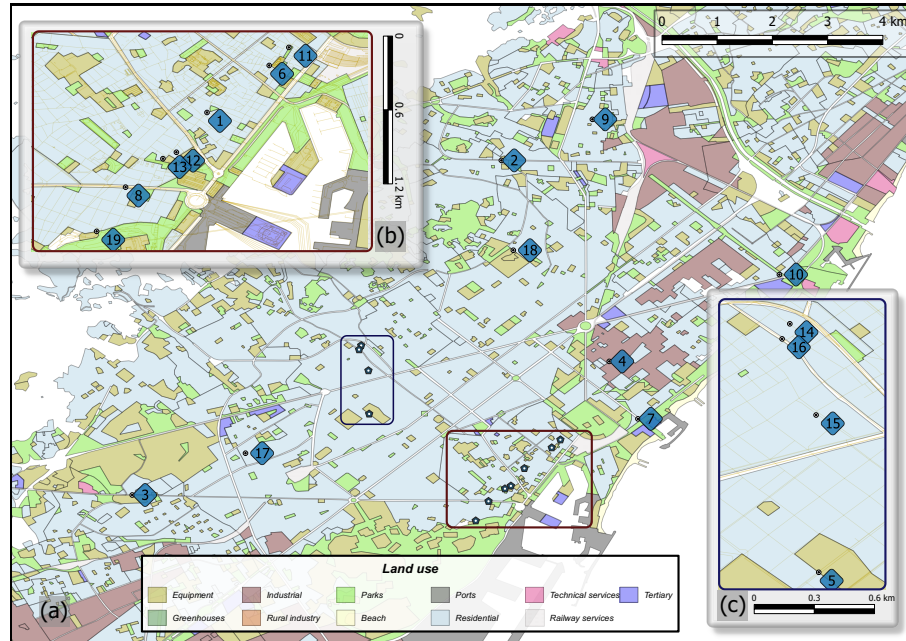 0 1 2 3 4 km
11
6
1
12
13
8
19
0
0.6
1.2 km
(b)
9
2
18
10
4
7
17
3
14
16
15
5
0 0.3 0.6 km
(c)
(a)
Land use
Equipment Industrial Parks Ports Technical services Tertiary
Greenhouses Rural industry Beach Residential Railway services